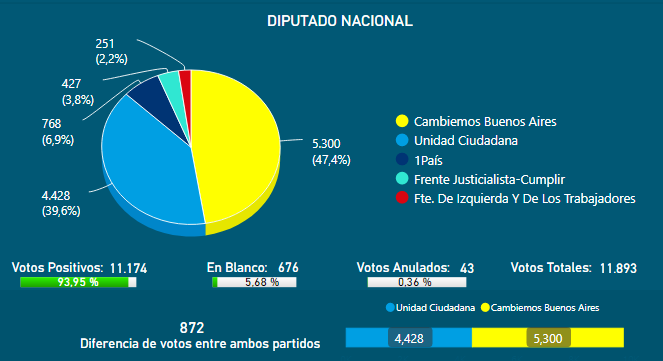 DIPUTADO NACIONAL
251
(2,2%)
427
(3,8%)
768
(6,9%)
4.428
(39,6%)
5.300
(47,4%)
Cambiemos Buenos Aires
Unidad Ciudadana
1País
Frente Justicialista-Cumplir
Fte. De Izquierda Y De Los Trabajadores
Votos Positivos: 11.174
93,95 %
En Blanco: 676
5,68 %
Votos Anulados: 43
0,36 %
Votos Totales: 11.893
872
Diferencia de votos entre ambos partidos
Unidad Ciudadana Cambiemos Buenos Aires
4,428 5,300